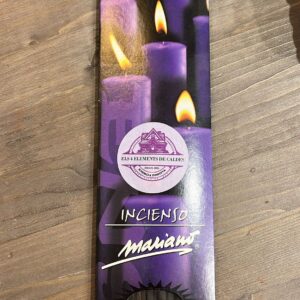 ELS 4 ELEMENTS DE CALDES
INCIENSO
mariano®